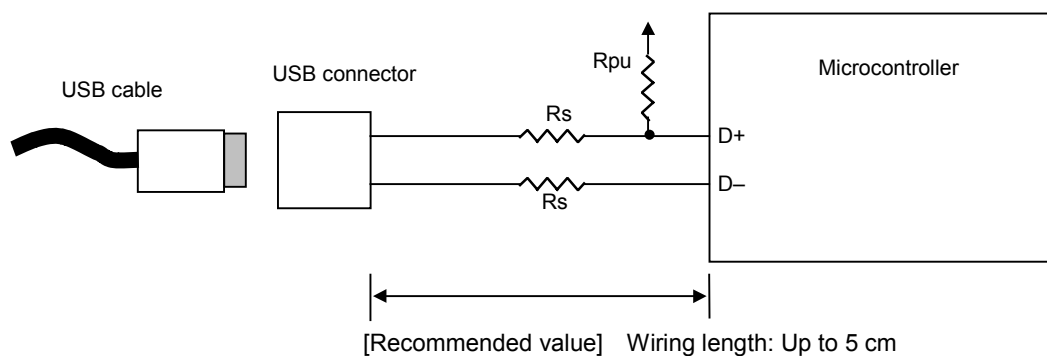 Rpu
Microcontroller
USB connector
USB cable
Rs
D+
D–
Rs
[Recommended value] Wiring length: Up to 5 cm